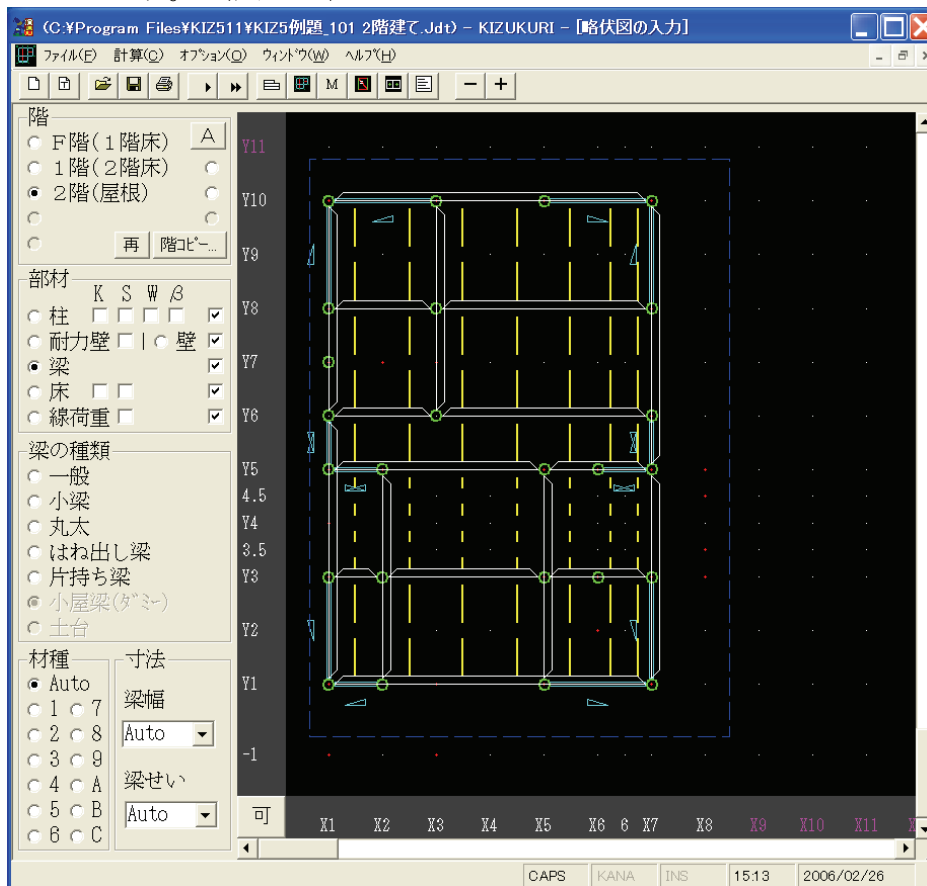 (C:¥Program Files¥KIZ511¥KIZ5例題_101 2階建て.Jdt) - KIZUKURI - [略伏図の入力]
ファイル(F) 計算(C) オプション(O) ウィンドウ(W) ヘルプ(H)
M
階
F階(1階床) A
1階(2階床)
2階(屋根)
再 階コピー...
部材
K S W β
柱
耐力壁 | 壁
梁
床
線荷重
梁の種類
一般
小梁
丸太
はね出し梁
片持ち梁
小屋梁(ダミー)
土台
材種
Auto
1 7
2 8
3 9
4 A
5 B
6 C
寸法
梁幅
Auto
梁せい
Auto
Y11
Y10
Y9
Y8
Y7
Y6
Y5
4.5
Y4
3.5
Y3
Y2
Y1
-1
可
X1 X2 X3 X4 X5 X6 6 X7 X8 X9 X10 X11
CAPS KANA INS 15:13 2006/02/26